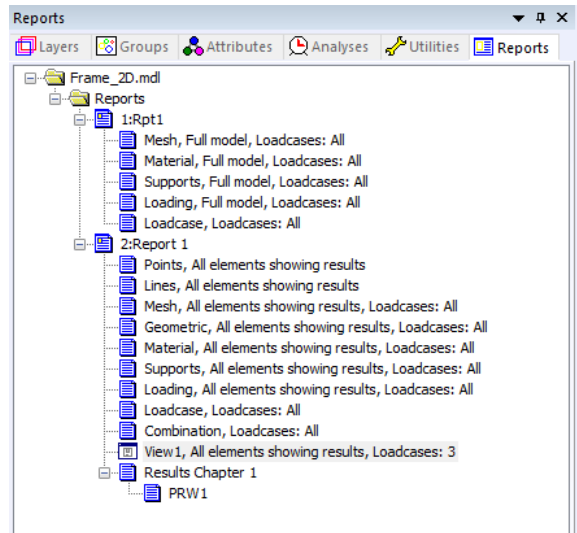 Reports
Layers Groups Attributes Analyses Utilities Reports
Frame_2D.mdl
Reports
1:Rpt1
Mesh, Full model, Loadcases: All
Material, Full model, Loadcases: All
Supports, Full model, Loadcases: All
Loading, Full model, Loadcases: All
Loadcase, Loadcases: All
2:Report 1
Points, All elements showing results
Lines, All elements showing results
Mesh, All elements showing results, Loadcases: All
Geometric, All elements showing results, Loadcases: All
Material, All elements showing results, Loadcases: All
Supports, All elements showing results, Loadcases: All
Loading, All elements showing results, Loadcases: All
Loadcase, Loadcases: All
Combination, Loadcases: All
View1, All elements showing results, Loadcases: 3
Results Chapter 1
PRW1